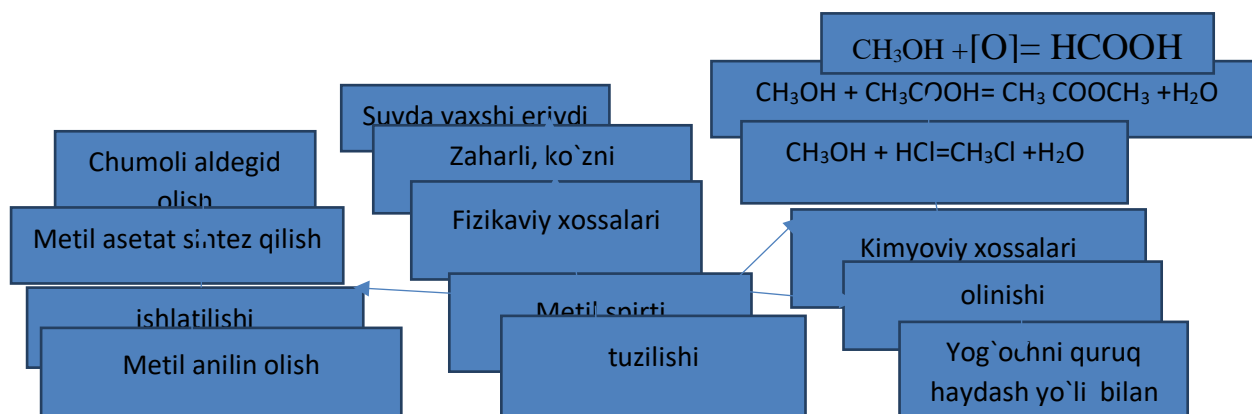 CH₃OH +[O]= HCOOH
CH₃OH + CH₃COOH= CH₃ COOCH₃ +H₂O
CH₃OH + HCl=CH₃Cl +H₂O
Suvda yaxshi eriydi
Zaharli, ko`zni
Fizikaviy xossalari
Chumoli aldegid
olish
Metil asetat sintez qilish
ishlatilishi
Metil anilin olish
Metil spirti
tuzilishi
Kimyoviy xossalari
olinishi
Yog`ochni quruq
haydash yo`li bilan